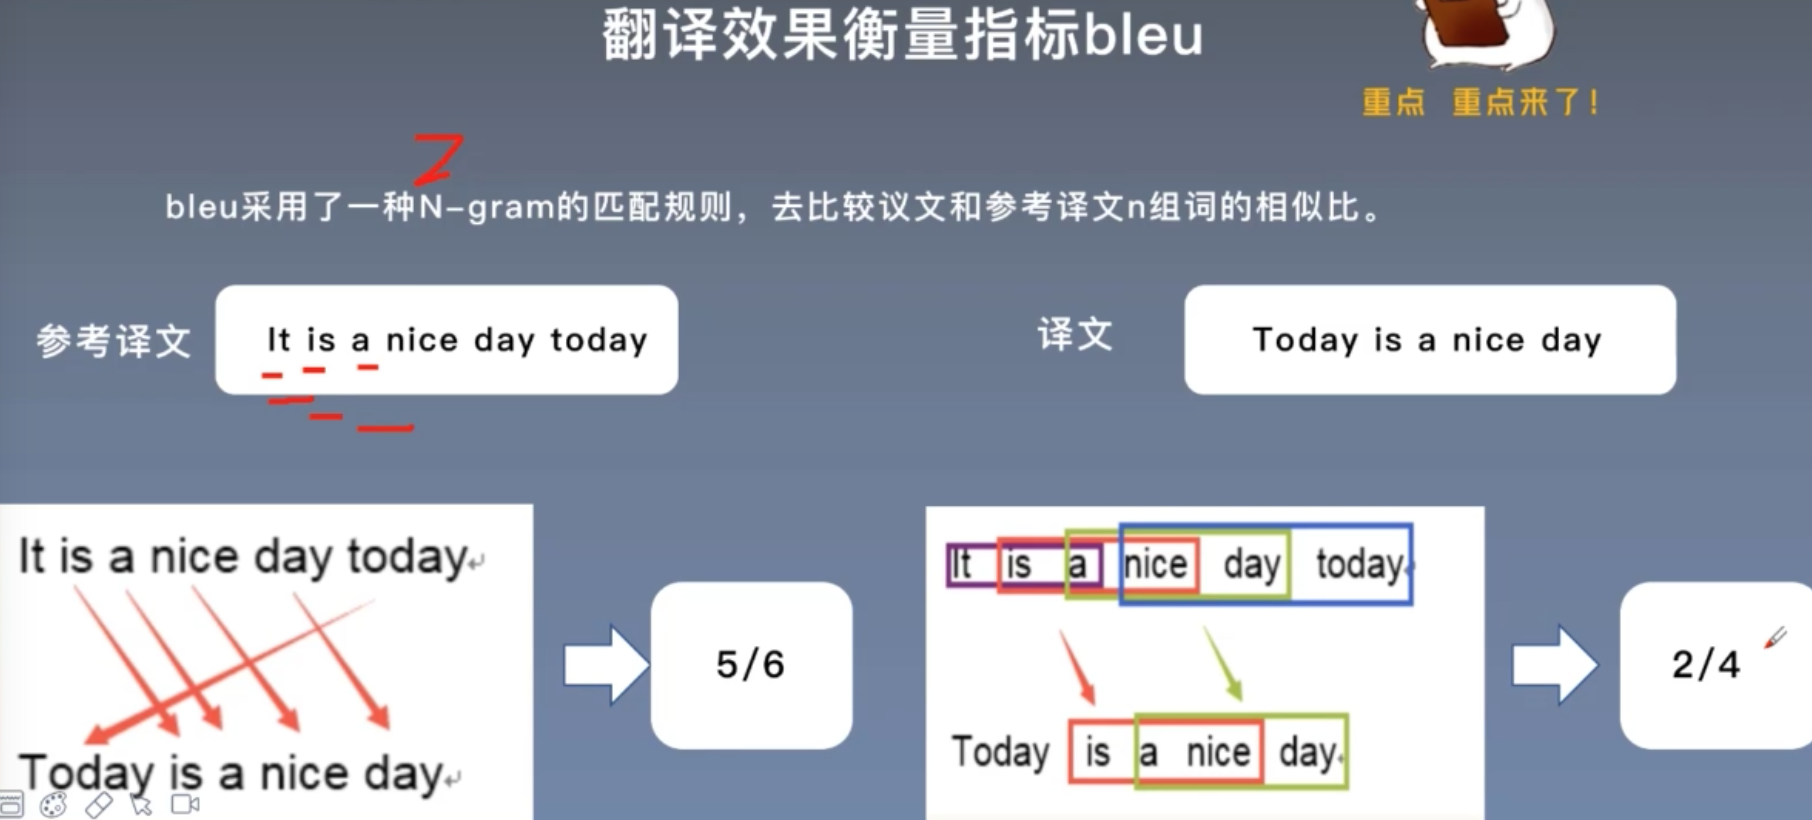 翻译效果衡量指标bleu
重点 重点来了!
2
bleu采用了一种N-gram的匹配规则，去比较议文和参考译文n组词的相似比。
参考译文
It is a nice day today
译文
Today is a nice day
It is a nice day today
Today is a nice day
5/6
It is a nice day today
Today is a nice day
2/4